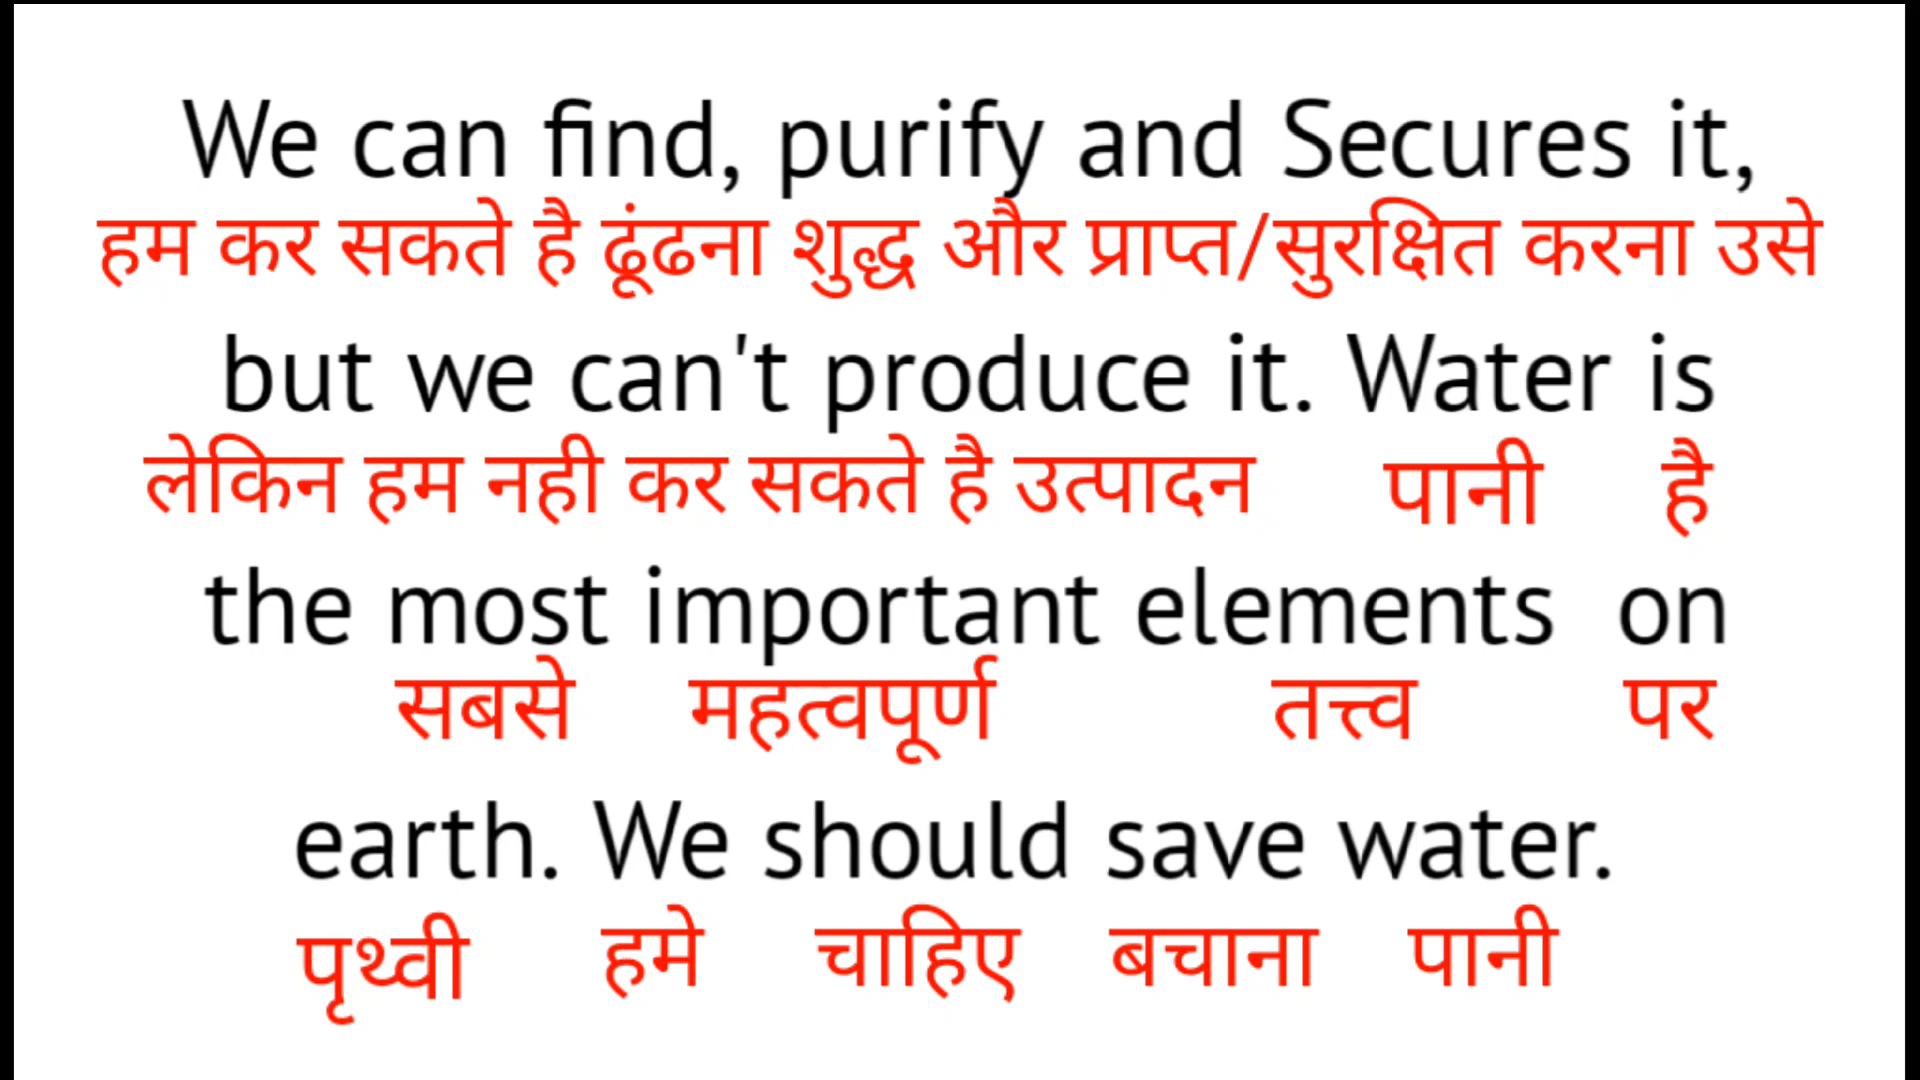 We can find, purify and Secures it,
हम कर सकते है ढूंढना शुद्ध और प्राप्त/सुरक्षित करना उसे
but we can't produce it. Water is
लेकिन हम नही कर सकते है उत्पादन पानी है
the most important elements on
सबसे महत्वपूर्ण तत्त्व पर
earth. We should save water.
पृथ्वी हमे चाहिए बचाना पानी